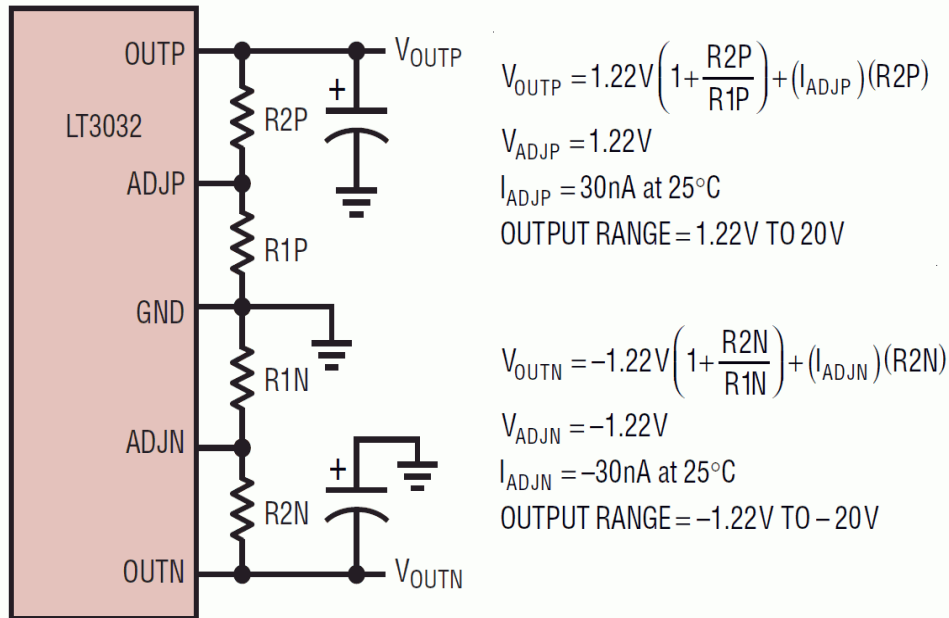 OUTP
LT3032
ADJP
GND
ADJN
OUTN
R2P
R1P
R1N
R2N
+
+
V_OUTP
V_OUTN
V_OUTP = 1.22V(1+R2P/R1P)+(I_ADJP)(R2P)
V_ADJP = 1.22V
I_ADJP = 30nA at 25°C
OUTPUT RANGE = 1.22V TO 20V
V_OUTN = –1.22V(1+R2N/R1N)+(I_ADJN)(R2N)
V_ADJN = –1.22V
I_ADJN = –30nA at 25°C
OUTPUT RANGE = –1.22V TO – 20V